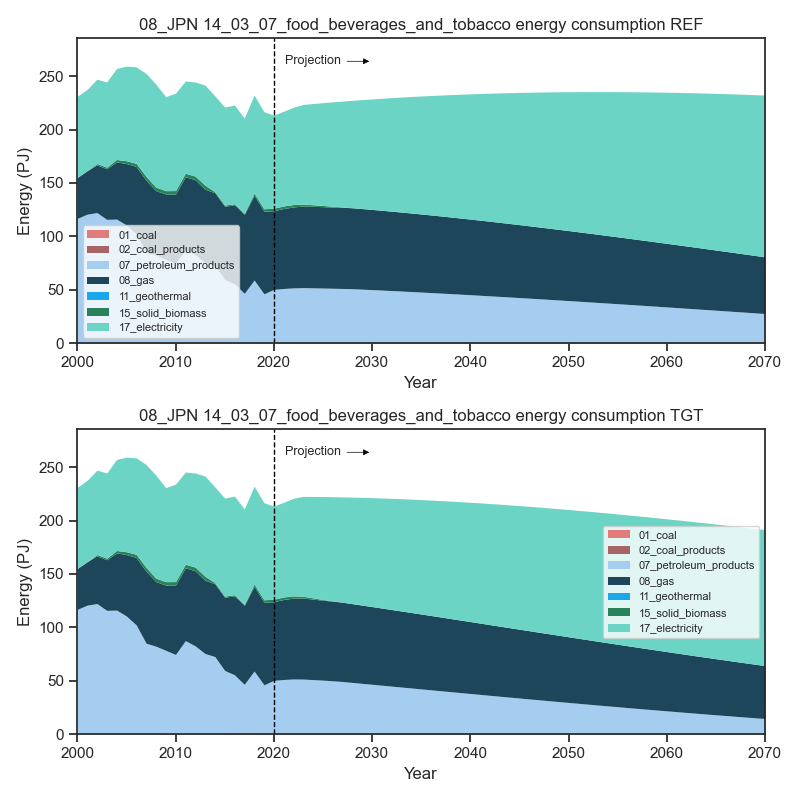 08_JPN 14_03_07_food_beverages_and_tobacco energy consumption REF
Energy (PJ)
250
200
150
100
50
0
Projection
01_coal
02_coal_products
07_petroleum_products
08_gas
11_geothermal
15_solid_biomass
17_electricity
2000 2010 2020 2030 2040 2050 2060 2070
Year
08_JPN 14_03_07_food_beverages_and_tobacco energy consumption TGT
Energy (PJ)
250
200
150
100
50
0
Projection
01_coal
02_coal_products
07_petroleum_products
08_gas
11_geothermal
15_solid_biomass
17_electricity
2000 2010 2020 2030 2040 2050 2060 2070
Year